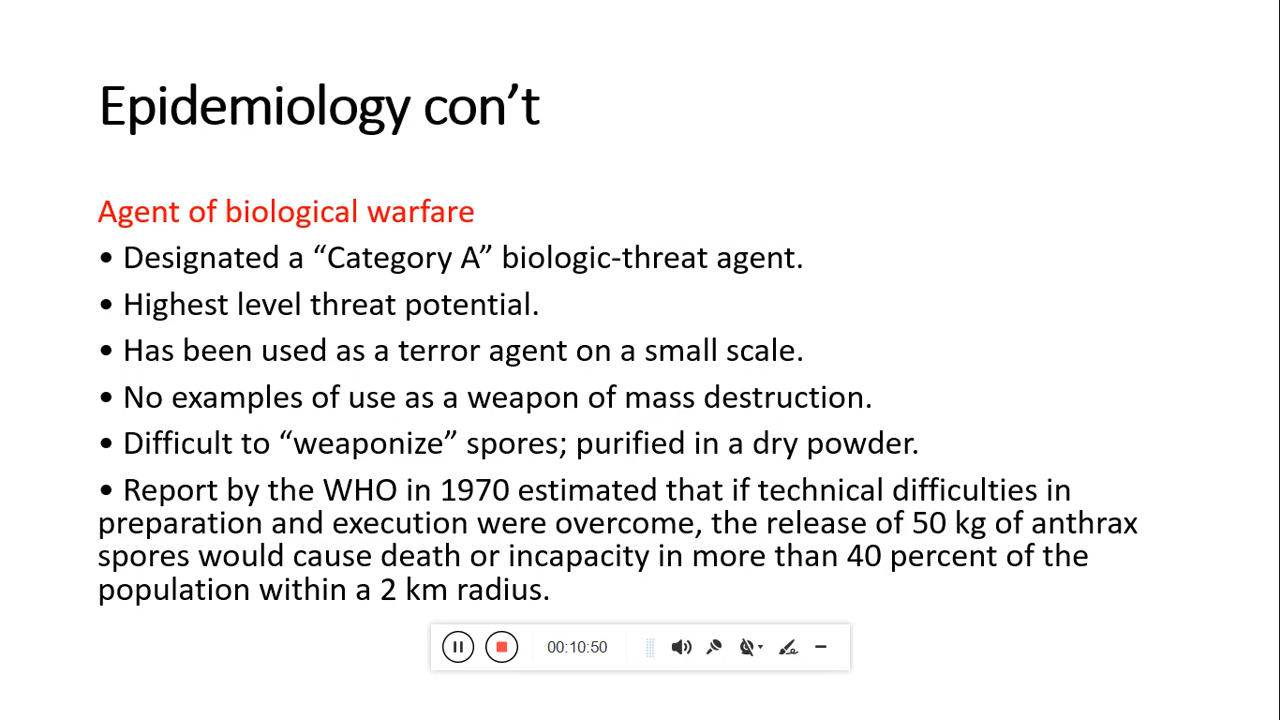 Epidemiology con’t
Agent of biological warfare
• Designated a “Category A” biologic-threat agent.
• Highest level threat potential.
• Has been used as a terror agent on a small scale.
• No examples of use as a weapon of mass destruction.
• Difficult to “weaponize” spores; purified in a dry powder.
• Report by the WHO in 1970 estimated that if technical difficulties in
preparation and execution were overcome, the release of 50 kg of anthrax
spores would cause death or incapacity in more than 40 percent of the
population within a 2 km radius.
00:10:50